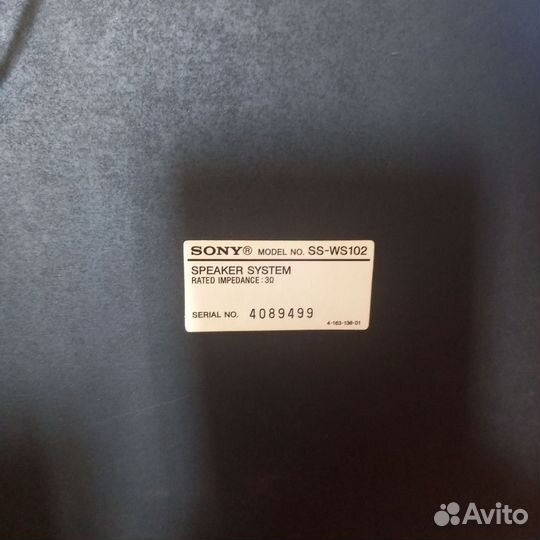 SONY® MODEL NO. SS-WS102
SPEAKER SYSTEM
RATED IMPEDANCE : 3Ω
SERIAL NO. 4089499
4-163-136-01
Avito